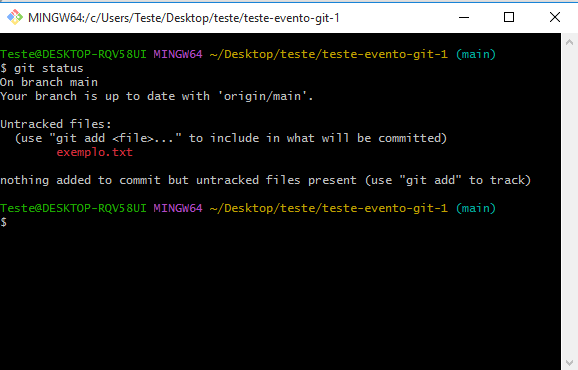 MINGW64:/c/Users/Teste/Desktop/teste/teste-evento-git-1
Teste@DESKTOP-RQV58UI MINGW64 ~/Desktop/teste/teste-evento-git-1 (main)
$ git status
On branch main
Your branch is up to date with 'origin/main'.
Untracked files:
  (use "git add <file>..." to include in what will be committed)
        exemplo.txt
nothing added to commit but untracked files present (use "git add" to track)
Teste@DESKTOP-RQV58UI MINGW64 ~/Desktop/teste/teste-evento-git-1 (main)
$